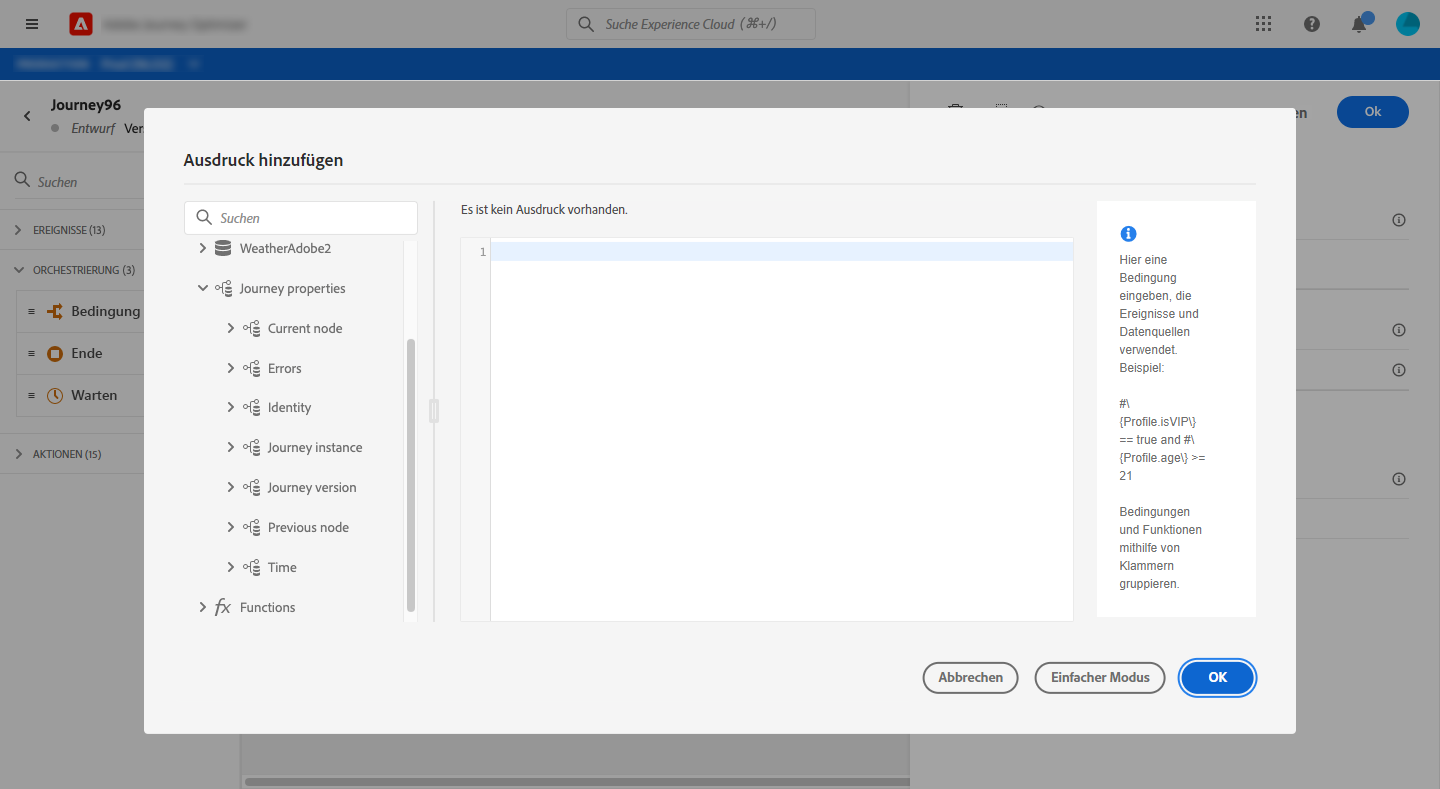 Suche Experience Cloud (⌘+/)
Journey96
Entwurf Ver
en
Ok
Suchen
EREIGNISSE (13)
ORCHESTRIERUNG (3)
Bedingung
Ende
Warten
AKTIONEN (15)
Ausdruck hinzufügen
Suchen
WeatherAdobe2
Journey properties
Current node
Errors
Identity
Journey instance
Journey version
Previous node
Time
fx Functions
Es ist kein Ausdruck vorhanden.
1
Hier eine
Bedingung
eingeben, die
Ereignisse und
Datenquellen
verwendet.
Beispiel:
#\
{Profile.isVIP\}
== true and #\
{Profile.age\} >=
21
Bedingungen
und Funktionen
mithilfe von
Klammern
gruppieren.
Abbrechen
Einfacher Modus
OK